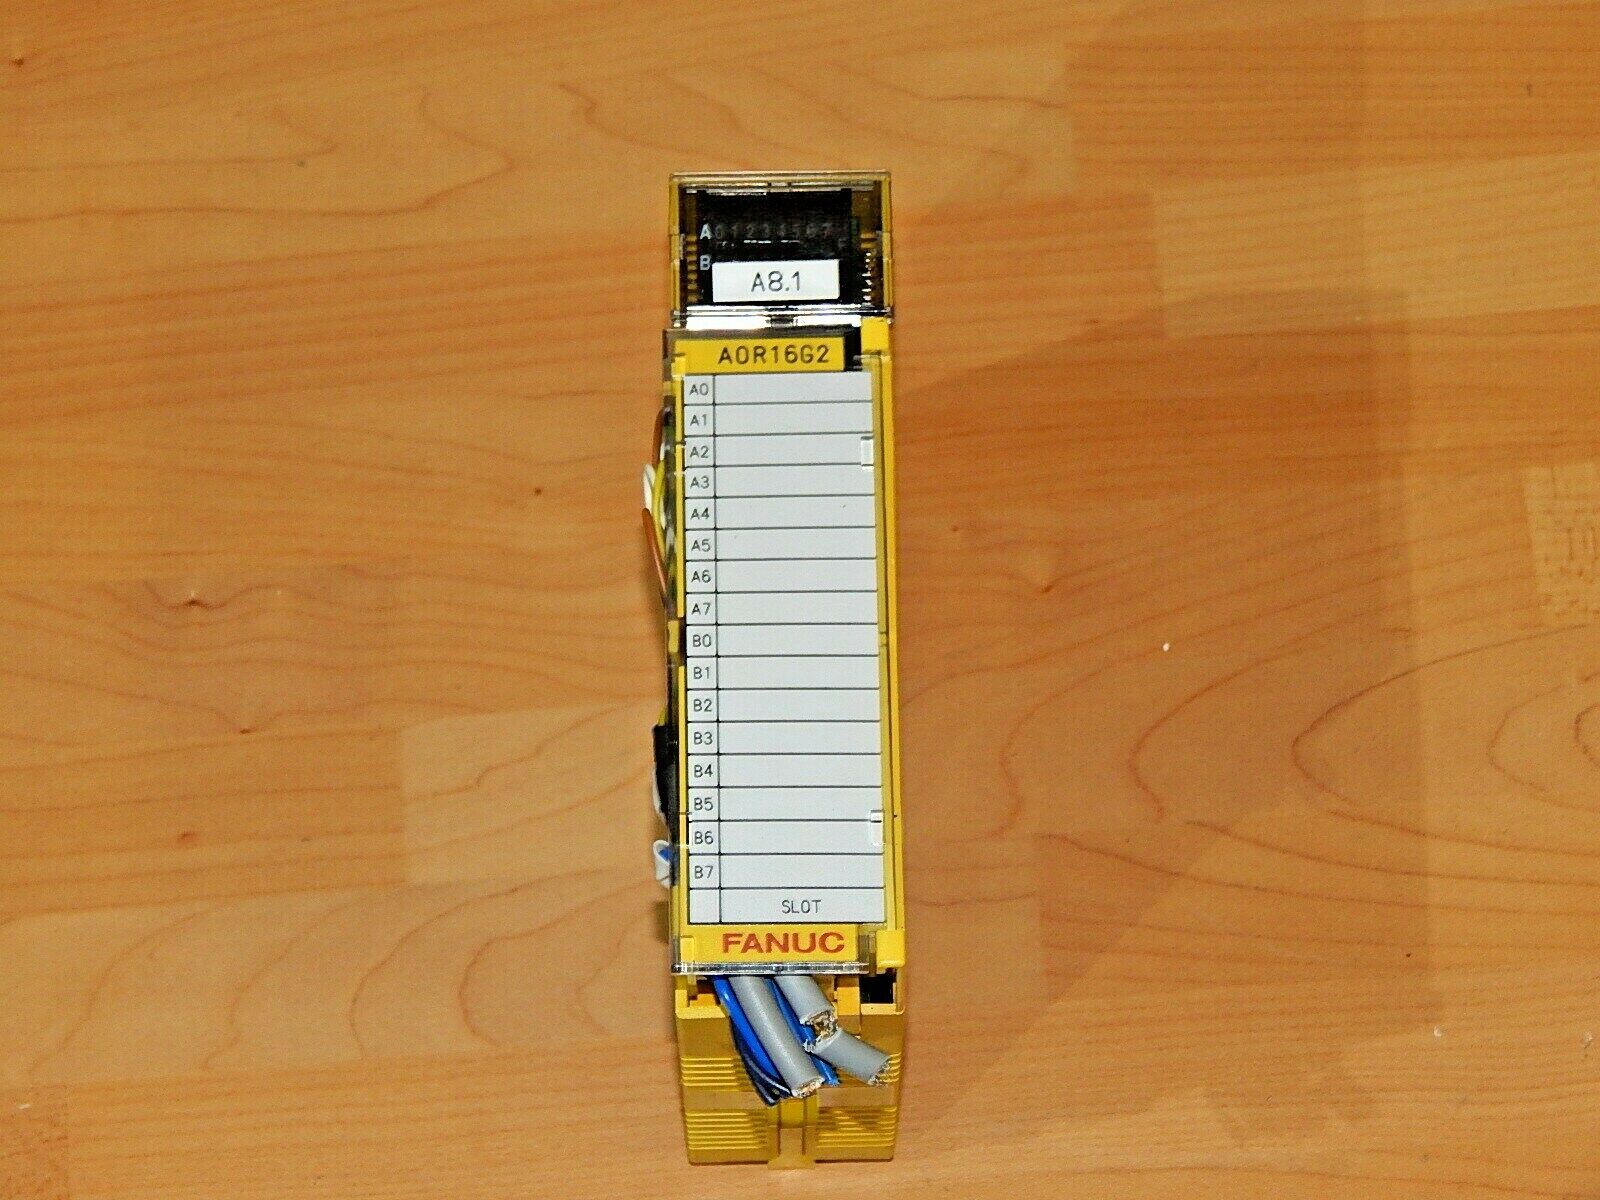 A 0 1 2 3 4 5 6 7 F
B
A8.1
AOR16G2
A0
A1
A2
A3
A4
A5
A6
A7
B0
B1
B2
B3
B4
B5
B6
B7
SLOT
FANUC